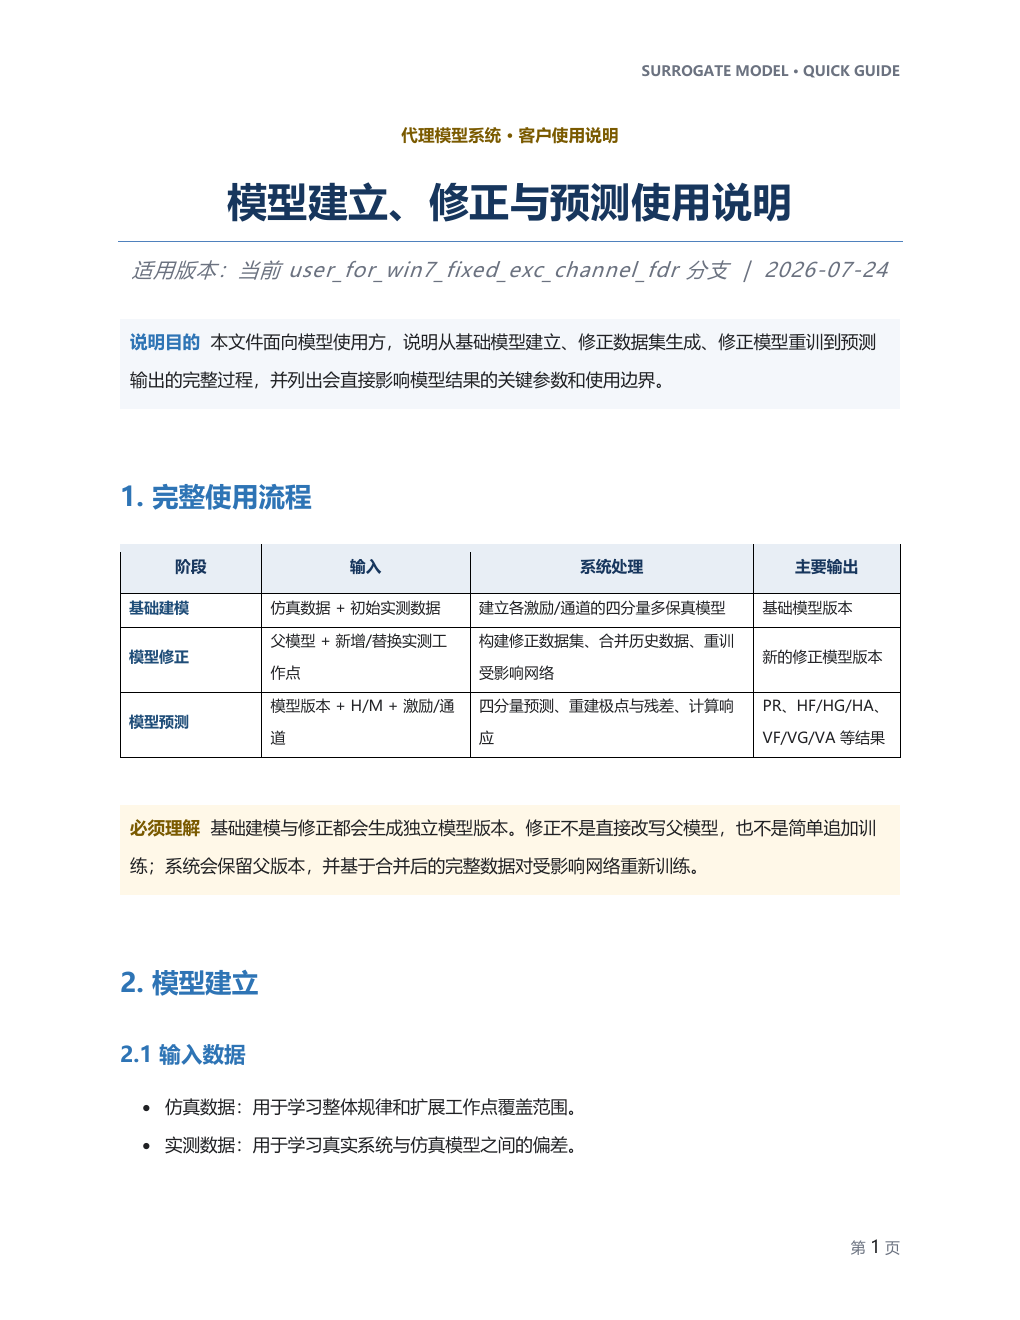 SURROGATE MODEL • QUICK GUIDE
代理模型系统 • 客户使用说明
模型建立、修正与预测使用说明
适用版本：当前 user_for_win7_fixed_exc_channel_fdr 分支 | 2026-07-24
说明目的 本文件面向模型使用方，说明从基础模型建立、修正数据集生成、修正模型重训到预测
输出的完整过程，并列出会直接影响模型结果的关键参数和使用边界。
1. 完整使用流程
阶段 输入 系统处理 主要输出
基础建模 仿真数据 + 初始实测数据 建立各激励/通道的四分量多保真模型 基础模型版本
模型修正 父模型 + 新增/替换实测工
作点 构建修正数据集、合并历史数据、重训
受影响网络 新的修正模型版本
模型预测 模型版本 + H/M + 激励/通
道 四分量预测、重建极点与残差、计算响
应 PR、HF/HG/HA、
VF/VG/VA 等结果
必须理解 基础建模与修正都会生成独立模型版本。修正不是直接改写父模型，也不是简单追加训
练；系统会保留父版本，并基于合并后的完整数据对受影响网络重新训练。
2. 模型建立
2.1 输入数据
• 仿真数据：用于学习整体规律和扩展工作点覆盖范围。
• 实测数据：用于学习真实系统与仿真模型之间的偏差。
第 1 页